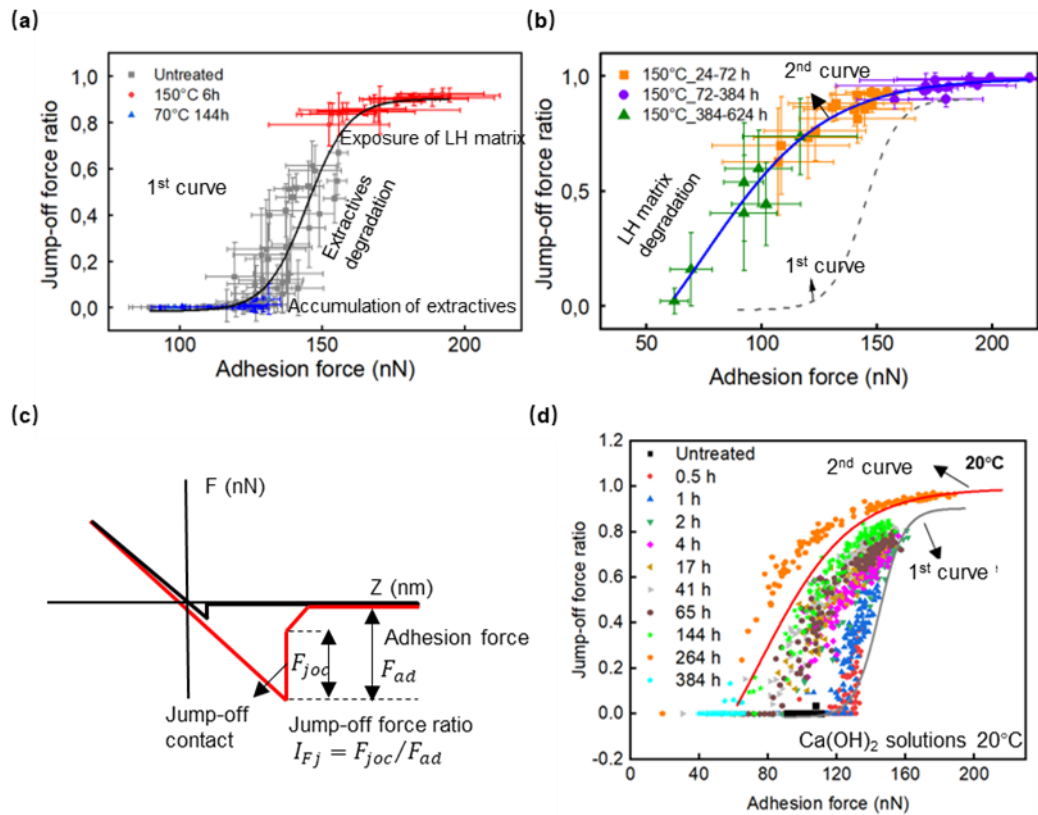 (a)
Untreated
150°C 6h
70°C 144h
1st curve
Exposure of LH matrix
Extractives degradation
Accumulation of extractives
Jump-off force ratio
1,0
0,8
0,6
0,4
0,2
0,0
100 150 200
Adhesion force (nN)
(b)
150°C_24-72 h
150°C_72-384 h
150°C_384-624 h
2nd curve
LH matrix
degradation
1st curve
Jump-off force ratio
1,0
0,5
0,0
50 100 150 200
Adhesion force (nN)
(c)
F (nN)
Z (nm)
Adhesion force
Fjoc
Fad
Jump-off
contact
Jump-off force ratio
IFj = Fjoc/Fad
(d)
Untreated
0.5 h
1 h
2 h
4 h
17 h
41 h
65 h
144 h
264 h
384 h
2nd curve
20°C
1st curve
Ca(OH)2 solutions 20°C
Jump-off force ratio
1.2
1.0
0.8
0.6
0.4
0.2
0.0
-0.2
0 40 80 120 160 200
Adhesion force (nN)